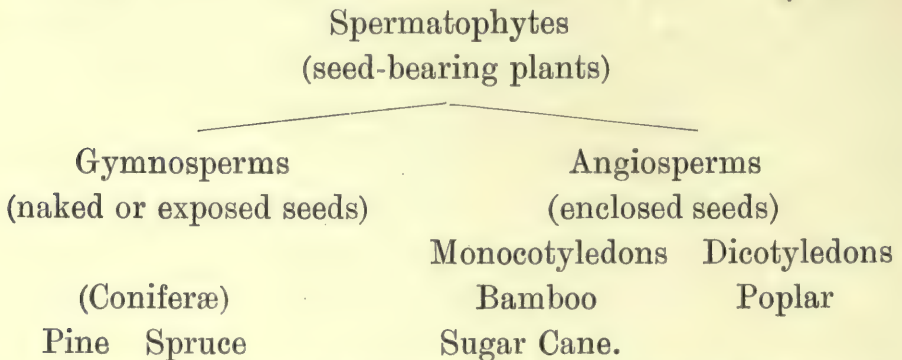 Spermatophytes
(seed-bearing plants)
Gymnosperms Angiosperms
(naked or exposed seeds) (enclosed seeds)
Monocotyledons Dicotyledons
(Coniferæ) Bamboo Poplar
Pine Spruce Sugar Cane.